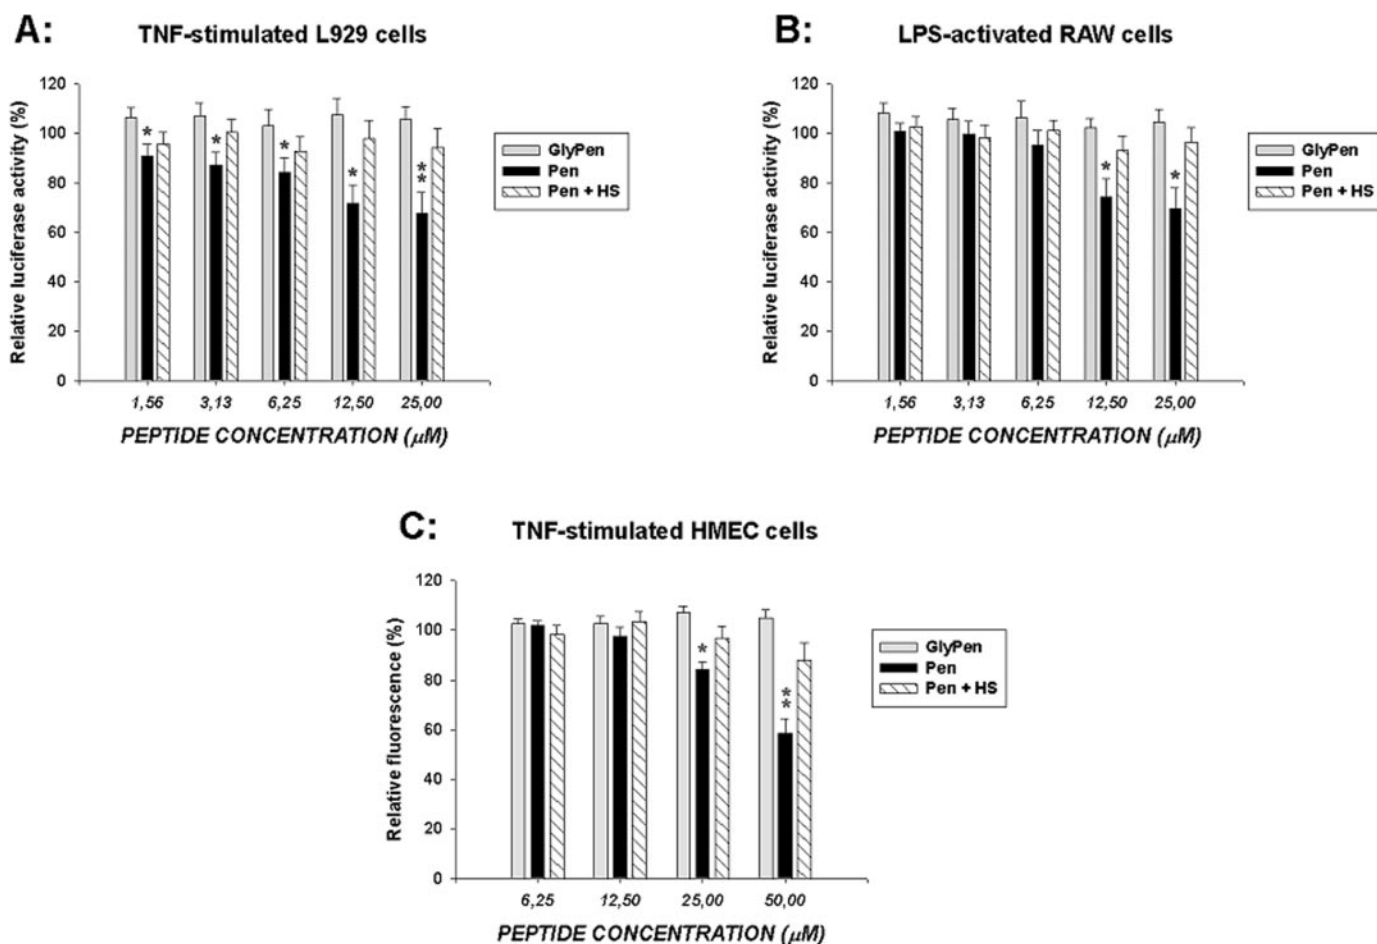 A: TNF-stimulated L929 cells
120
100
80
60
40
20
0
Relative luciferase activity (%)
*
*
*
*
**
1,56 3,13 6,25 12,50 25,00
PEPTIDE CONCENTRATION (µM)
GlyPen
Pen
Pen + HS
B: LPS-activated RAW cells
120
100
80
60
40
20
0
Relative luciferase activity (%)
*
*
1,56 3,13 6,25 12,50 25,00
PEPTIDE CONCENTRATION (µM)
GlyPen
Pen
Pen + HS
C: TNF-stimulated HMEC cells
120
100
80
60
40
20
0
Relative fluorescence (%)
*
**
6,25 12,50 25,00 50,00
PEPTIDE CONCENTRATION (µM)
GlyPen
Pen
Pen + HS